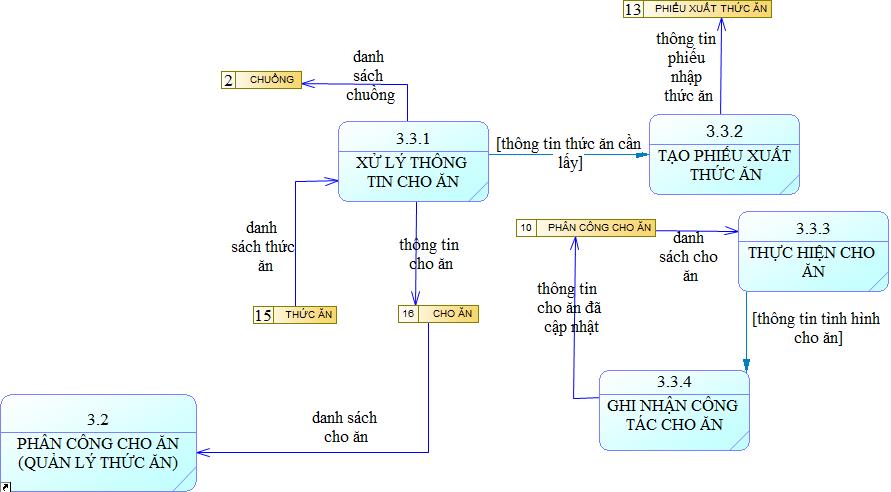 13 PHIẾU XUẤT THỨC ĂN
thông tin
phiếu
nhập
thức ăn
danh
sách
chuồng
2 CHUỒNG
3.3.1
XỬ LÝ THÔNG
TIN CHO ĂN
[thông tin thức ăn cần
lấy]
3.3.2
TẠO PHIẾU XUẤT
THỨC ĂN
danh
sách thức
ăn
thông tin
cho ăn
10 PHÂN CÔNG CHO ĂN
danh
sách cho
ăn
3.3.3
THỰC HIỆN CHO
ĂN
15 THỨC ĂN
16 CHO ĂN
thông tin
cho ăn đã
cập nhật
[thông tin tình hình
cho ăn]
3.3.4
GHI NHẬN CÔNG
TÁC CHO ĂN
3.2
PHÂN CÔNG CHO ĂN
(QUẢN LÝ THỨC ĂN)
danh sách
cho ăn